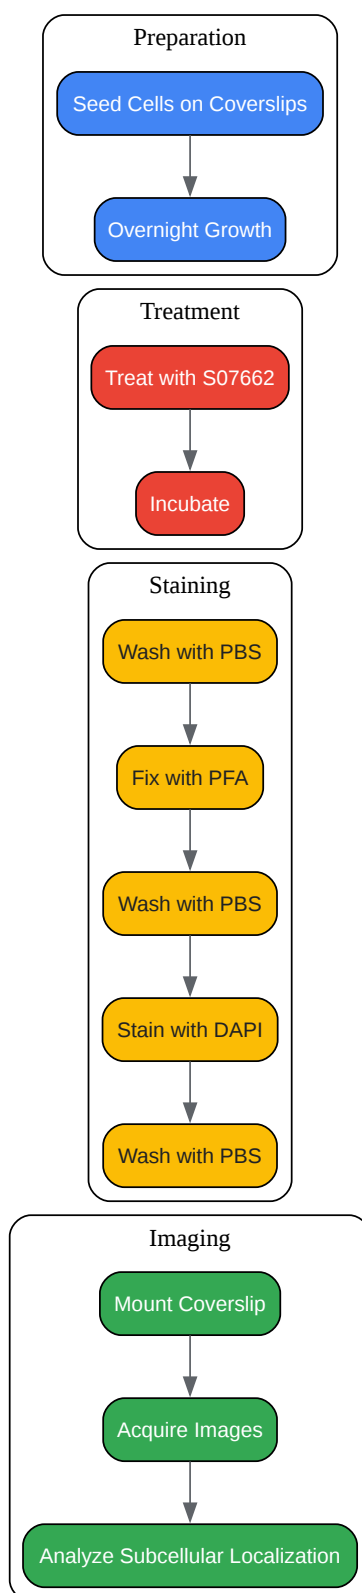 Preparation
Seed Cells on Coverslips
Overnight Growth
Treatment
Treat with S07662
Incubate
Staining
Wash with PBS
Fix with PFA
Wash with PBS
Stain with DAPI
Wash with PBS
Imaging
Mount Coverslip
Acquire Images
Analyze Subcellular Localization